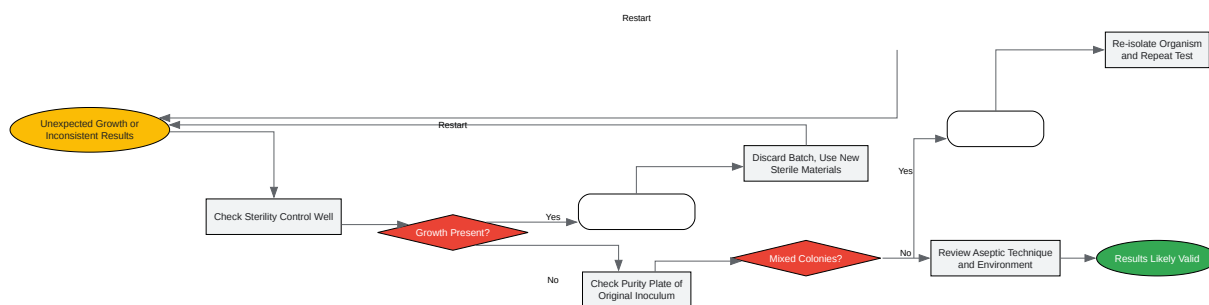 Restart
Re-isolate Organism
and Repeat Test
Unexpected Growth or
Inconsistent Results
Restart
Discard Batch, Use New
Sterile Materials
Yes
Check Sterility Control Well
Growth Present?
Yes
No
Check Purity Plate of
Original Inoculum
Mixed Colonies?
No
Review Aseptic Technique
and Environment
Results Likely Valid